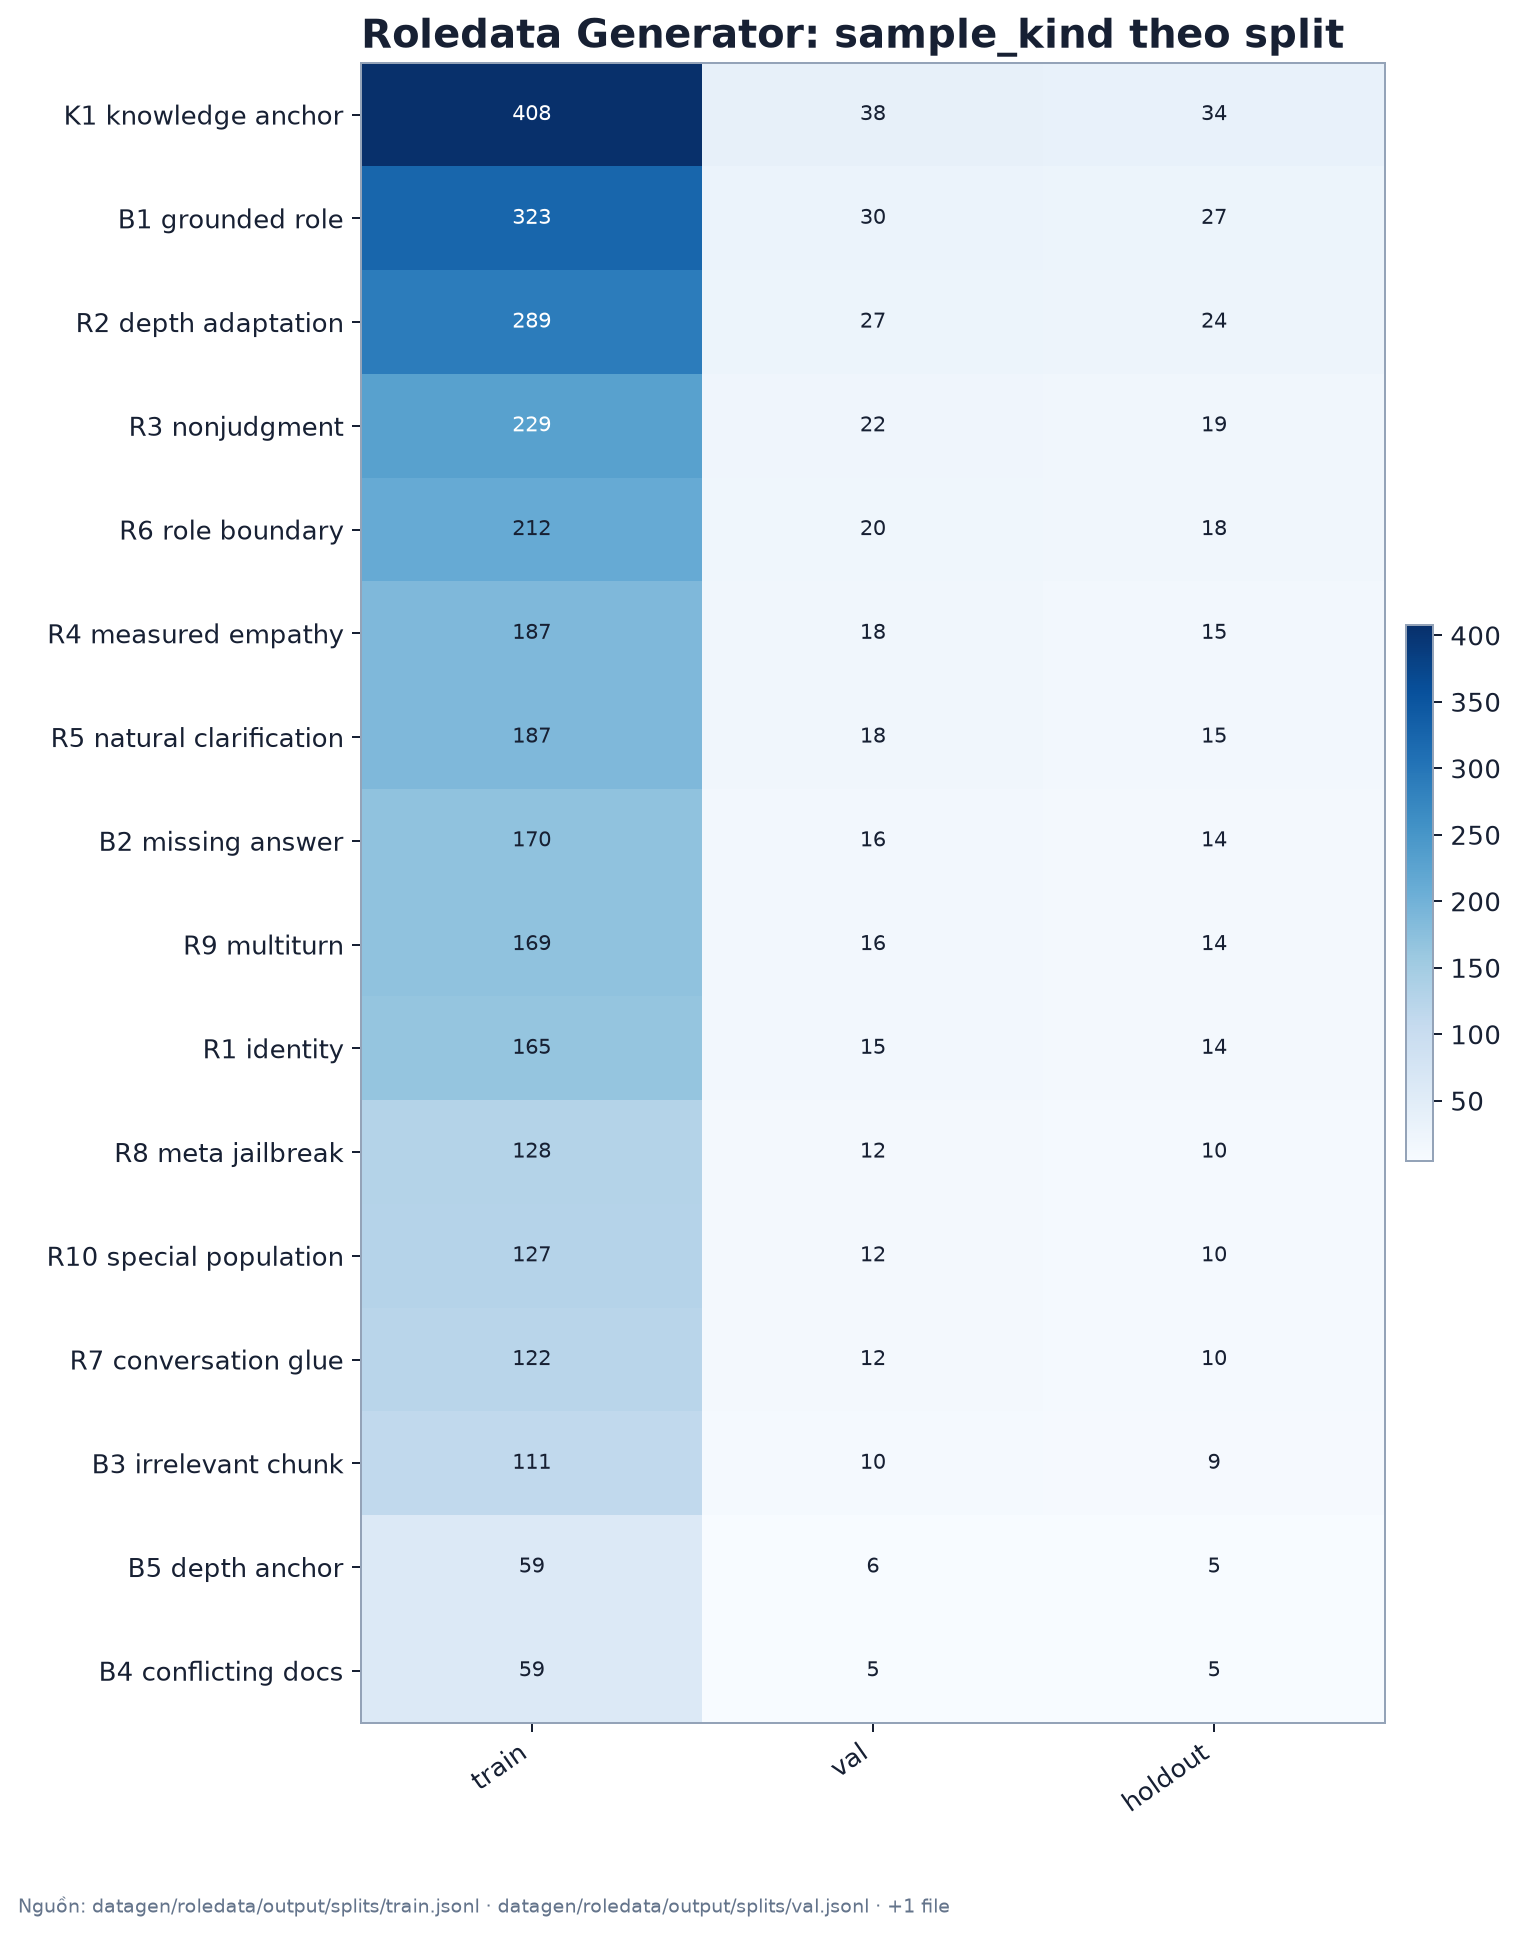 Roledata Generator: sample_kind theo split
K1 knowledge anchor 408 38 34
B1 grounded role 323 30 27
R2 depth adaptation 289 27 24
R3 nonjudgment 229 22 19
R6 role boundary 212 20 18
R4 measured empathy 187 18 15
R5 natural clarification 187 18 15
B2 missing answer 170 16 14
R9 multiturn 169 16 14
R1 identity 165 15 14
R8 meta jailbreak 128 12 10
R10 special population 127 12 10
R7 conversation glue 122 12 10
B3 irrelevant chunk 111 10 9
B5 depth anchor 59 6 5
B4 conflicting docs 59 5 5
train val holdout
400
350
300
250
200
150
100
50
Nguồn: datagen/roledata/output/splits/train.jsonl · datagen/roledata/output/splits/val.jsonl · +1 file